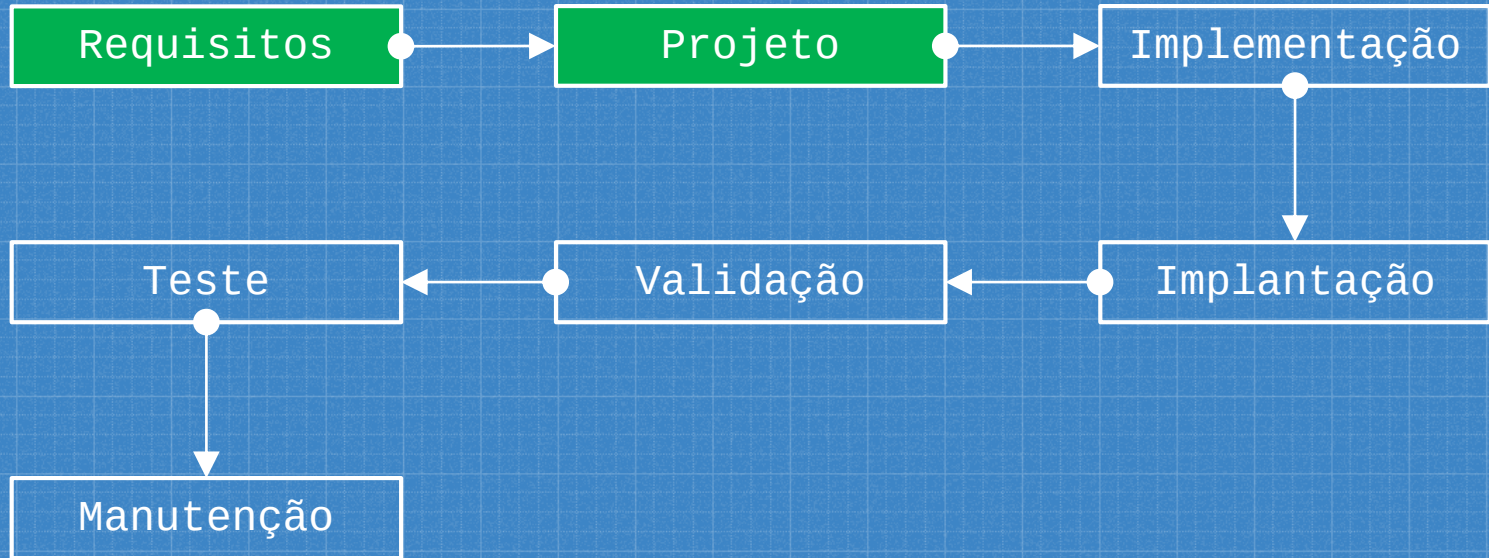 Requisitos
Projeto
Implementação
Teste
Validação
Implantação
Manutenção